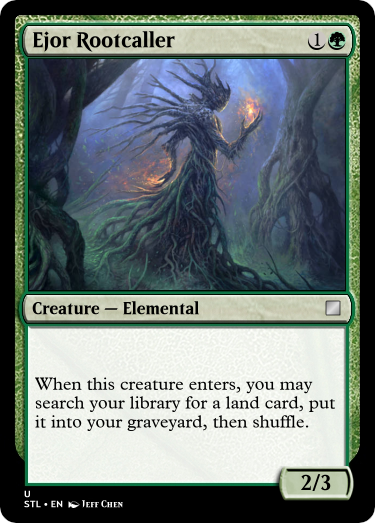 Ejor Rootcaller 1
Creature — Elemental
When this creature enters, you may
search your library for a land card, put
it into your graveyard, then shuffle.
2/3
U
STL • EN Jeff Chen